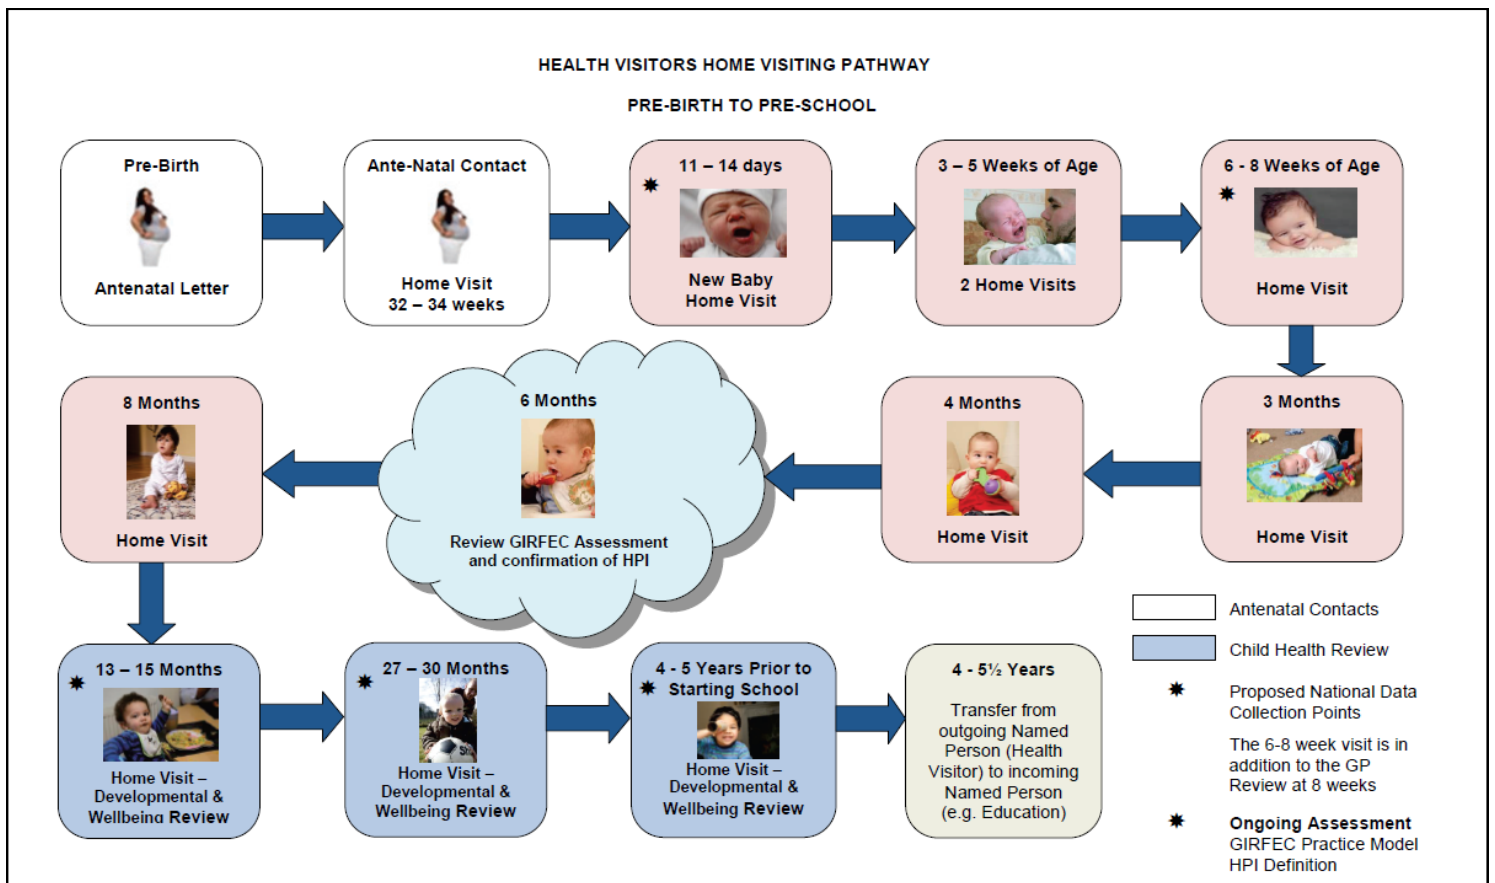 HEALTH VISITORS HOME VISITING PATHWAY
PRE-BIRTH TO PRE-SCHOOL
Pre-Birth
Antenatal Letter
Ante-Natal Contact
Home Visit
32 – 34 weeks
11 – 14 days
New Baby
Home Visit
3 – 5 Weeks of Age
2 Home Visits
6 - 8 Weeks of Age
Home Visit
3 Months
Home Visit
4 Months
Home Visit
6 Months
Review GIRFEC Assessment
and confirmation of HPI
8 Months
Home Visit
13 – 15 Months
Home Visit –
Developmental &
Wellbeing Review
27 – 30 Months
Home Visit –
Developmental &
Wellbeing Review
4 - 5 Years Prior to
Starting School
Home Visit –
Developmental &
Wellbeing Review
4 - 5½ Years
Transfer from
outgoing Named
Person (Health
Visitor) to incoming
Named Person
(e.g. Education)
Antenatal Contacts
Child Health Review
Proposed National Data
Collection Points
The 6-8 week visit is in
addition to the GP
Review at 8 weeks
Ongoing Assessment
GIRFEC Practice Model
HPI Definition